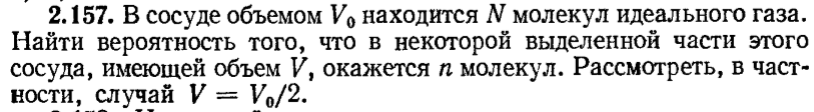 2.157. В сосуде объемом V₀ находится N молекул идеального газа.
Найти вероятность того, что в некоторой выделенной части этого
сосуда, имеющей объем V, окажется n молекул. Рассмотреть, в част-
ности, случай V = V₀/2.